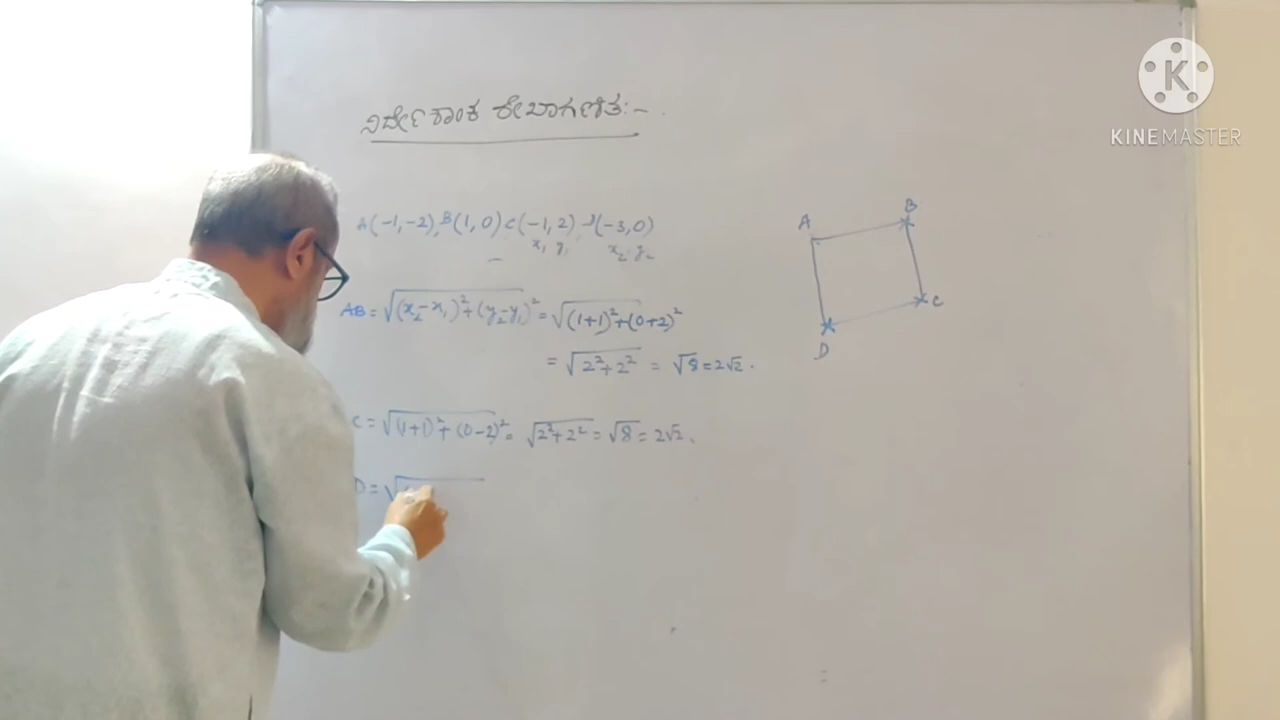 ನಿರ್ದೇಶಾಂಕ ರೇಖಾಗಣಿತ:-
A(-1,-2), B(1,0) C(-1,2) D(-3,0)
x₁ y₁ x₂ y₂
AB = √(x₂-x₁)²+(y₂-y₁)² = √(1+1)²+(0+2)²
= √2²+2² = √8 = 2√2.
C = √(1+1)²+(0-2)² = √2²+2² = √8 = 2√2.
D = √(
A
B
C
D
K
KINEMASTER